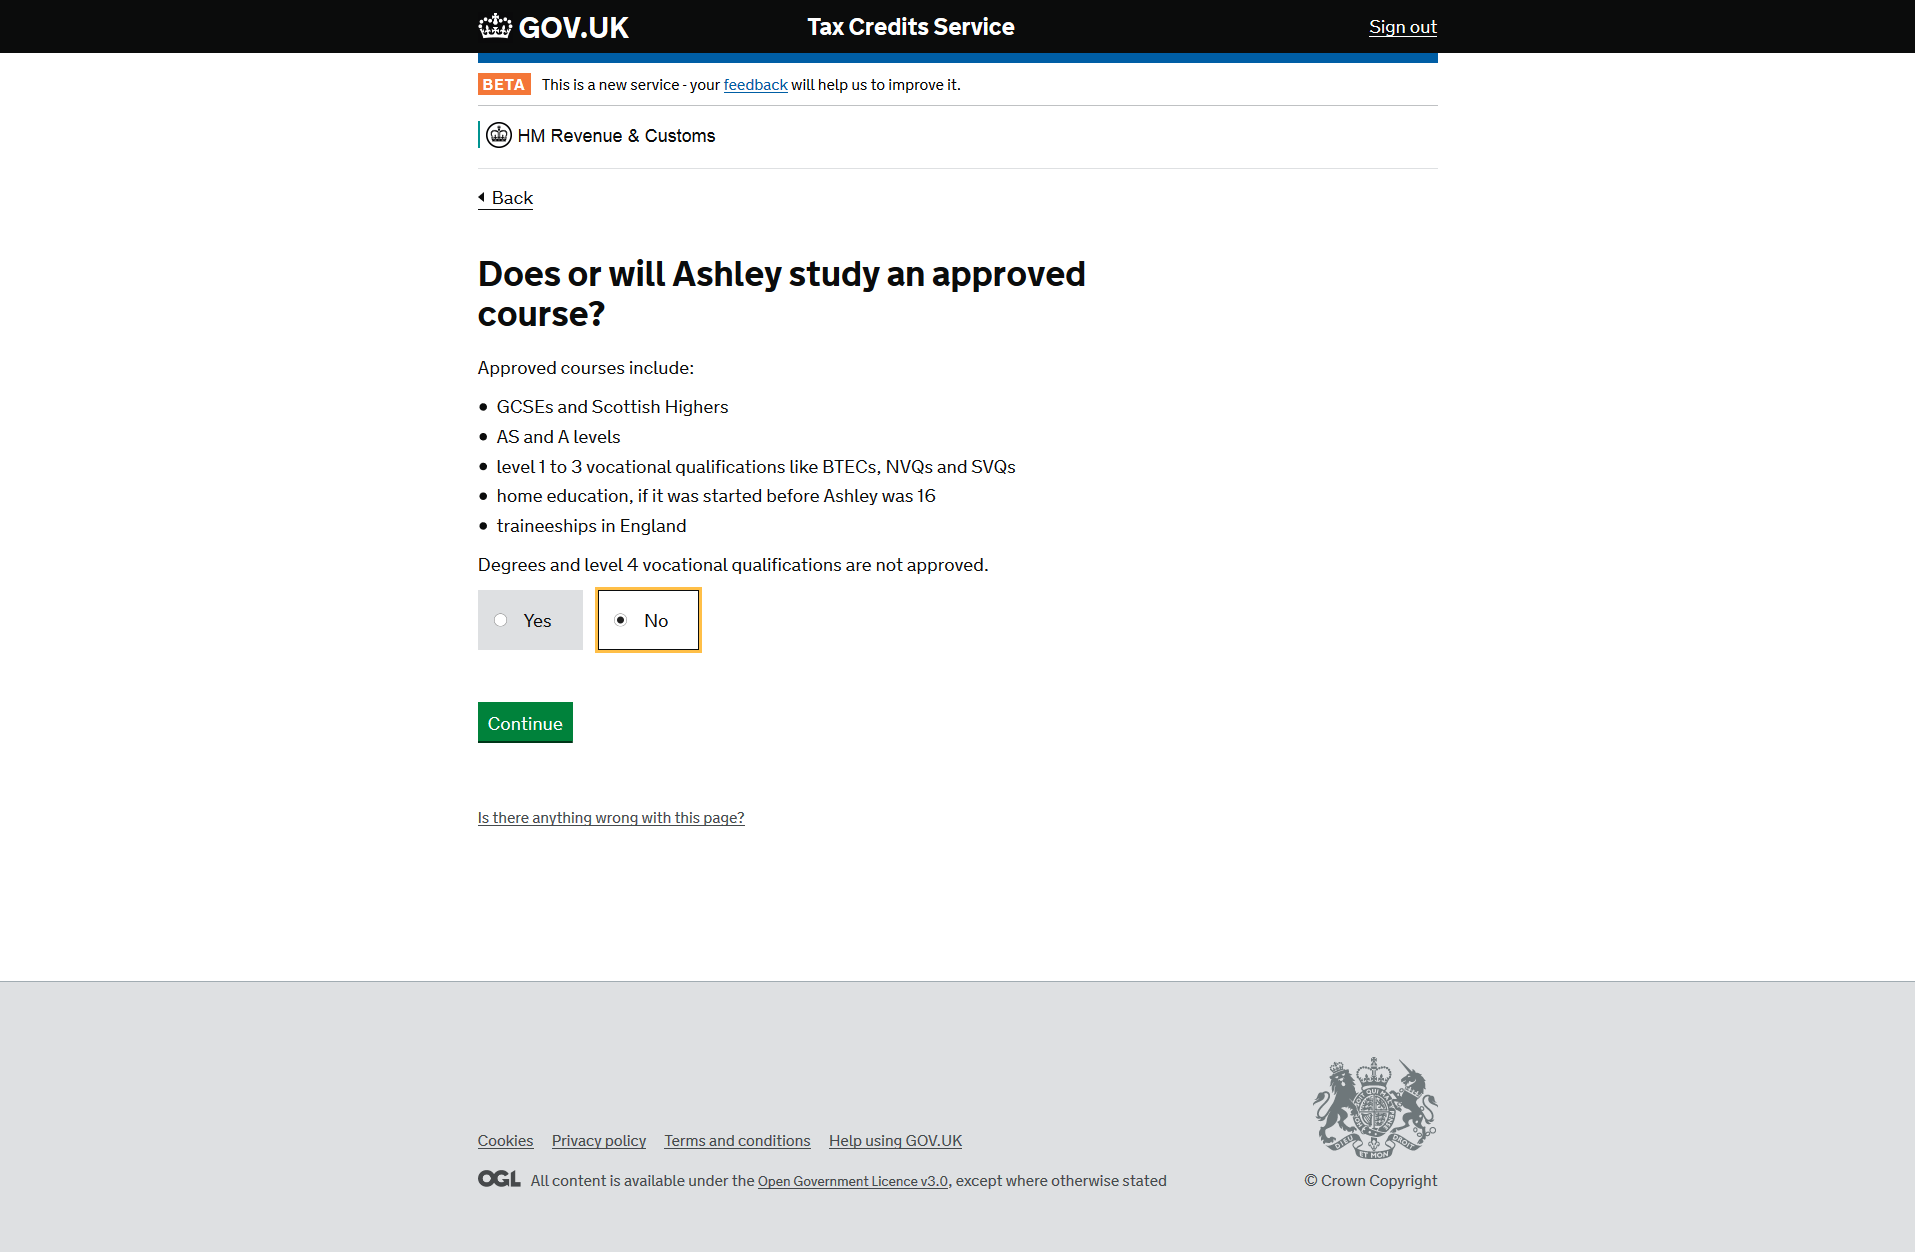 GOV.UK
Tax Credits Service
Sign out
BETA This is a new service - your feedback will help us to improve it.
HM Revenue & Customs
Back
Does or will Ashley study an approved
course?
Approved courses include:
• GCSEs and Scottish Highers
• AS and A levels
• level 1 to 3 vocational qualifications like BTECs, NVQs and SVQs
• home education, if it was started before Ashley was 16
• traineeships in England
Degrees and level 4 vocational qualifications are not approved.
Yes
No
Continue
Is there anything wrong with this page?
Cookies Privacy policy Terms and conditions Help using GOV.UK
OGL All content is available under the Open Government Licence v3.0, except where otherwise stated
DIEU ET MON DROIT
© Crown Copyright